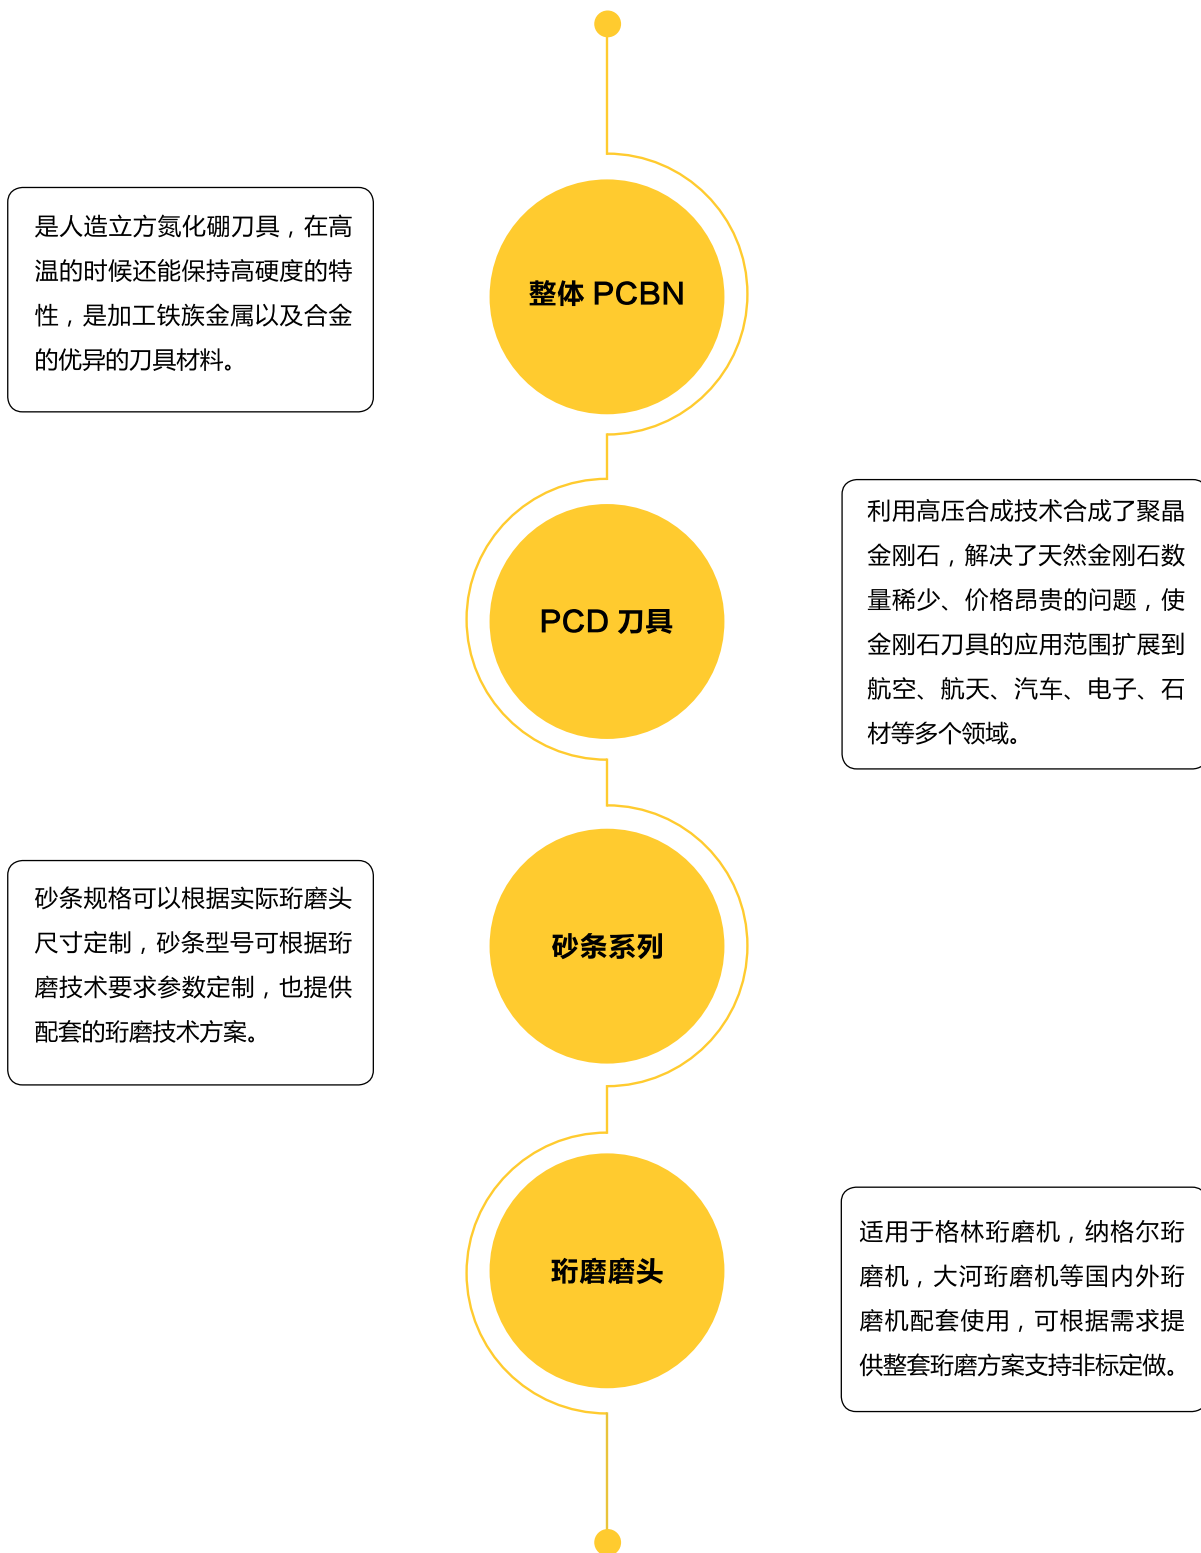 是人造立方氮化硼刀具，在高
温的时候还能保持高硬度的特
性，是加工铁族金属以及合金
的优异的刀具材料。
整体 PCBN
利用高压合成技术合成了聚晶
金刚石，解决了天然金刚石数
量稀少、价格昂贵的问题，使
金刚石刀具的应用范围扩展到
航空、航天、汽车、电子、石
材等多个领域。
PCD 刀具
砂条规格可以根据实际珩磨头
尺寸定制，砂条型号可根据珩
磨技术要求参数定制，也提供
配套的珩磨技术方案。
砂条系列
适用于格林珩磨机，纳格尔珩
磨机，大河珩磨机等国内外珩
磨机配套使用，可根据需求提
供整套珩磨方案支持非标定做。
珩磨磨头